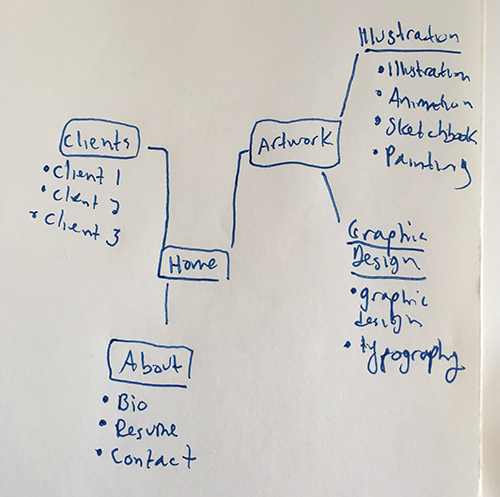 Illustration
• Illustration
• Animation
• Sketchbook
• Painting
Artwork
Clients
• Client 1
• Client 2
• Client 3
Graphic
Design
• graphic
design
• typography
Home
About
• Bio
• Resume
• Contact